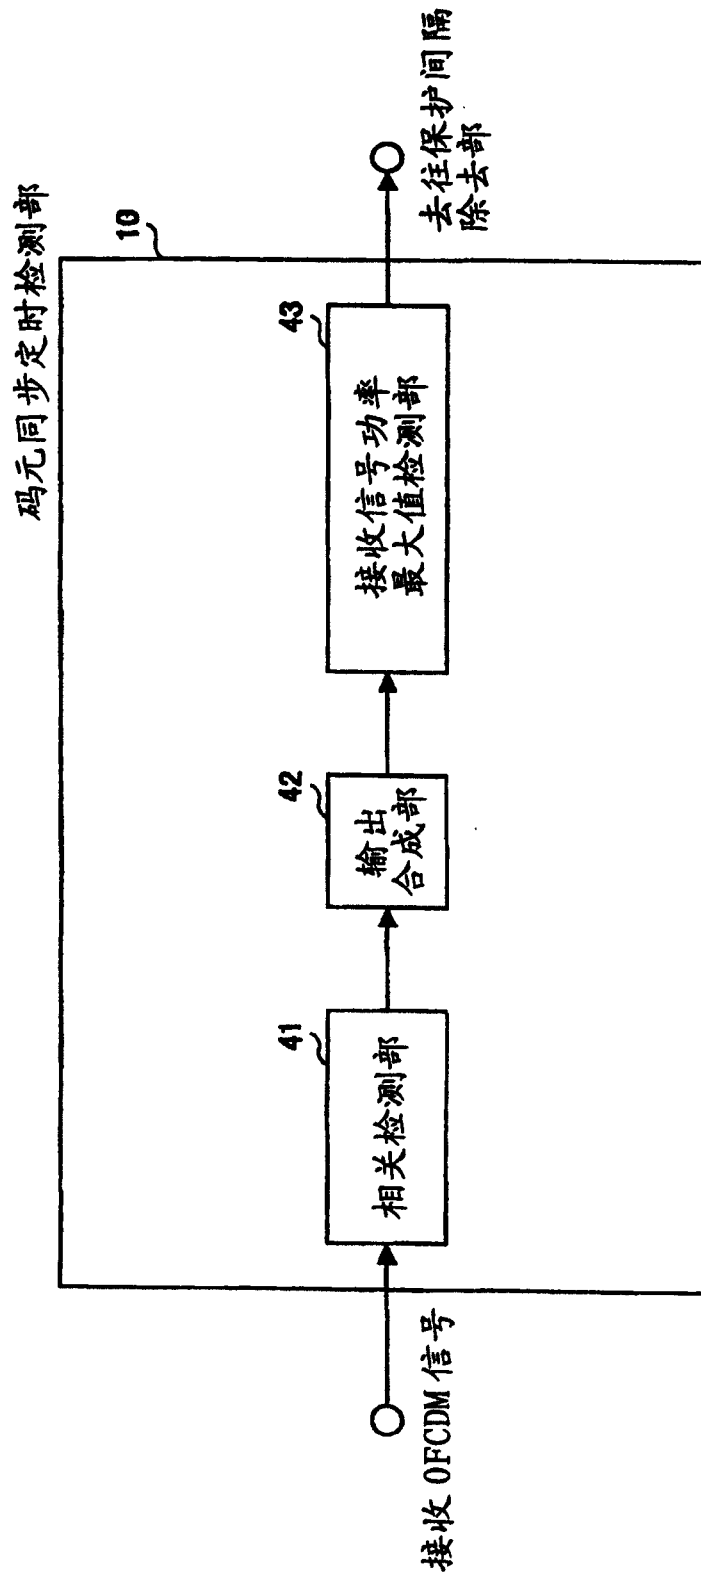 码元同步定时检测部
10
41
相关检测部
42
输出
合成部
43
接收信号功率
最大值检测部
接收 OFCDM 信号
去往保护间隔
除去部